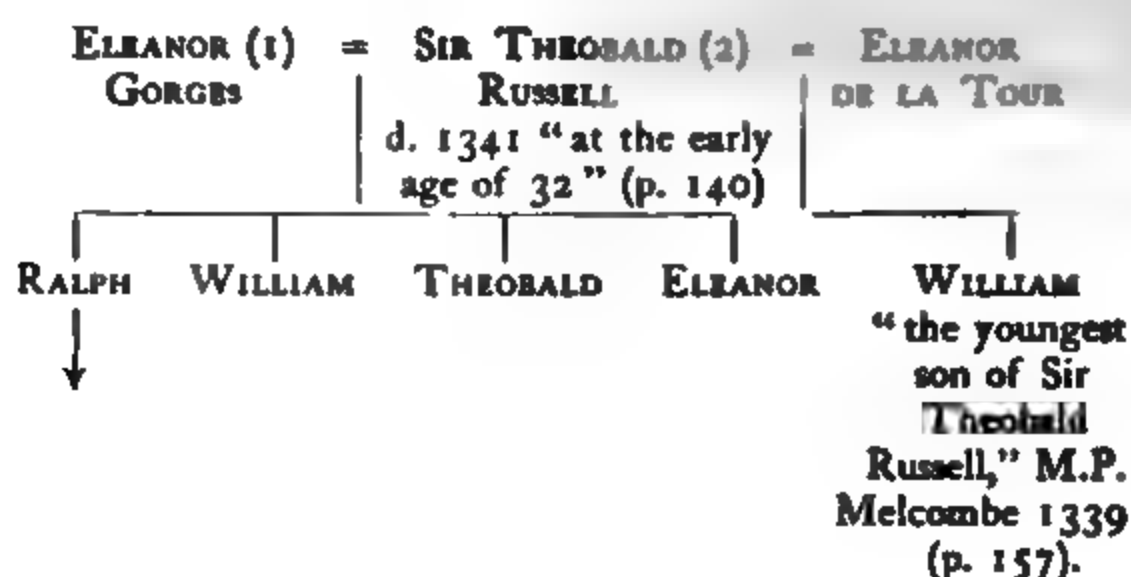 ELEANOR (1) = SIR THEOBALD (2) = ELEANOR
GORGES RUSSELL DE LA TOUR
d. 1341 “at the early
age of 32” (p. 140)
RALPH WILLIAM THEOBALD ELEANOR WILLIAM
“the youngest
son of Sir
Theobald
Russell,” M.P.
Melcombe 1339
(p. 157).